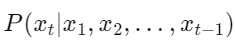 P(x_t|x_1, x_2, ..., x_{t-1})